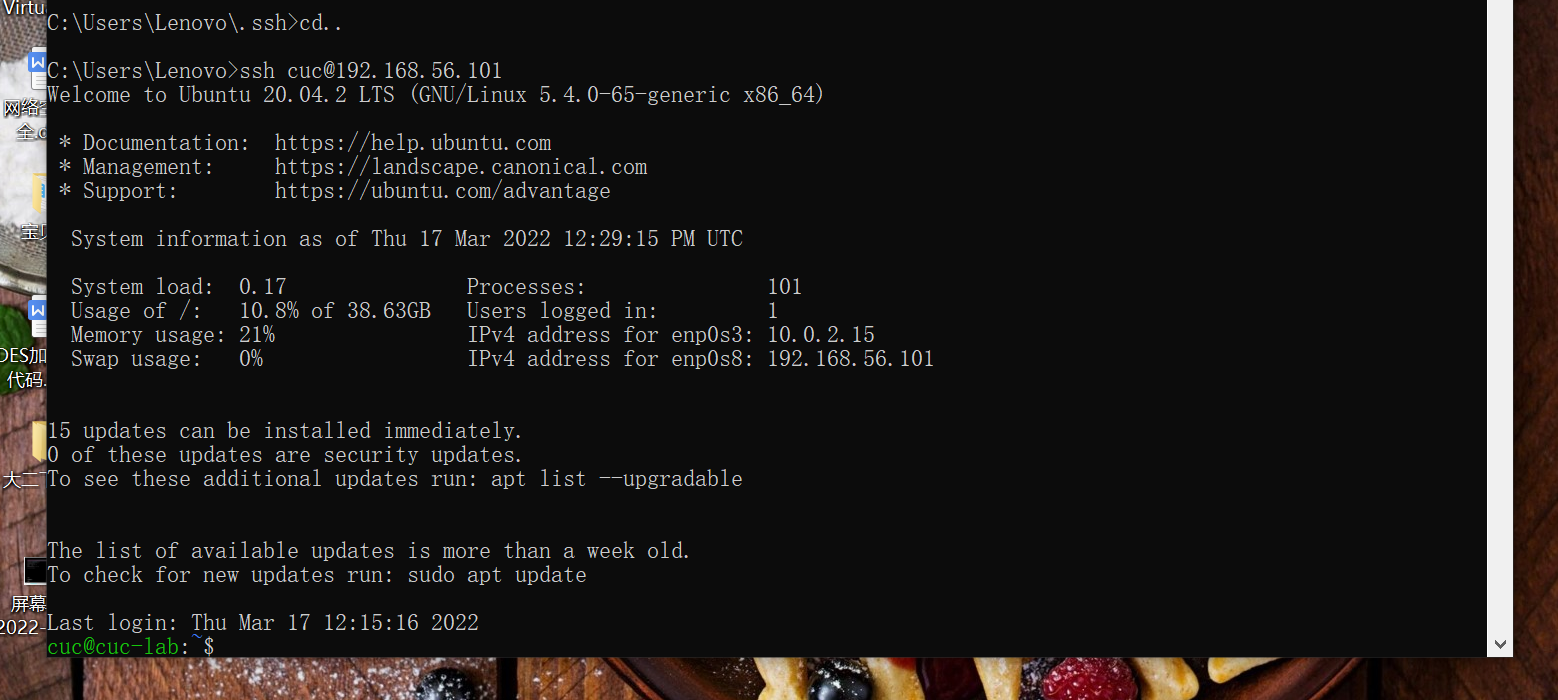 Virtu
C:\Users\Lenovo\.ssh>cd..
C:\Users\Lenovo>ssh cuc@192.168.56.101
Welcome to Ubuntu 20.04.2 LTS (GNU/Linux 5.4.0-65-generic x86_64)
网络
全.
* Documentation:  https://help.ubuntu.com
* Management:     https://landscape.canonical.com
* Support:        https://ubuntu.com/advantage
System information as of Thu 17 Mar 2022 12:29:15 PM UTC
System load:  0.17               Processes:               101
Usage of /:   10.8% of 38.63GB   Users logged in:         1
Memory usage: 21%                IPv4 address for enp0s3: 10.0.2.15
Swap usage:   0%                 IPv4 address for enp0s8: 192.168.56.101
DES加
代码.
15 updates can be installed immediately.
0 of these updates are security updates.
To see these additional updates run: apt list --upgradable
大二
The list of available updates is more than a week old.
To check for new updates run: sudo apt update
屏幕
2022-
Last login: Thu Mar 17 12:15:16 2022
cuc@cuc-lab:~$